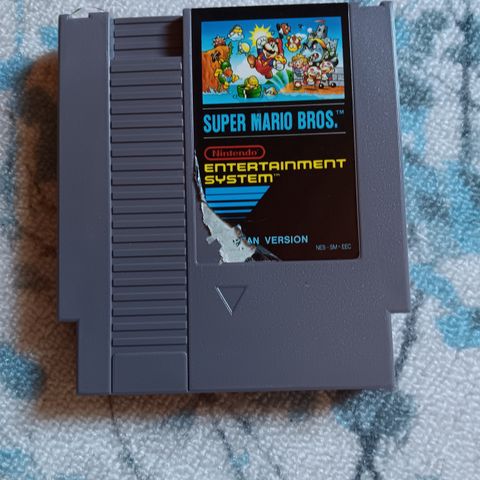 SUPER MARIO BROS.™
Nintendo
ENTERTAINMENT
SYSTEM™
AN VERSION
NES-SM-EEC